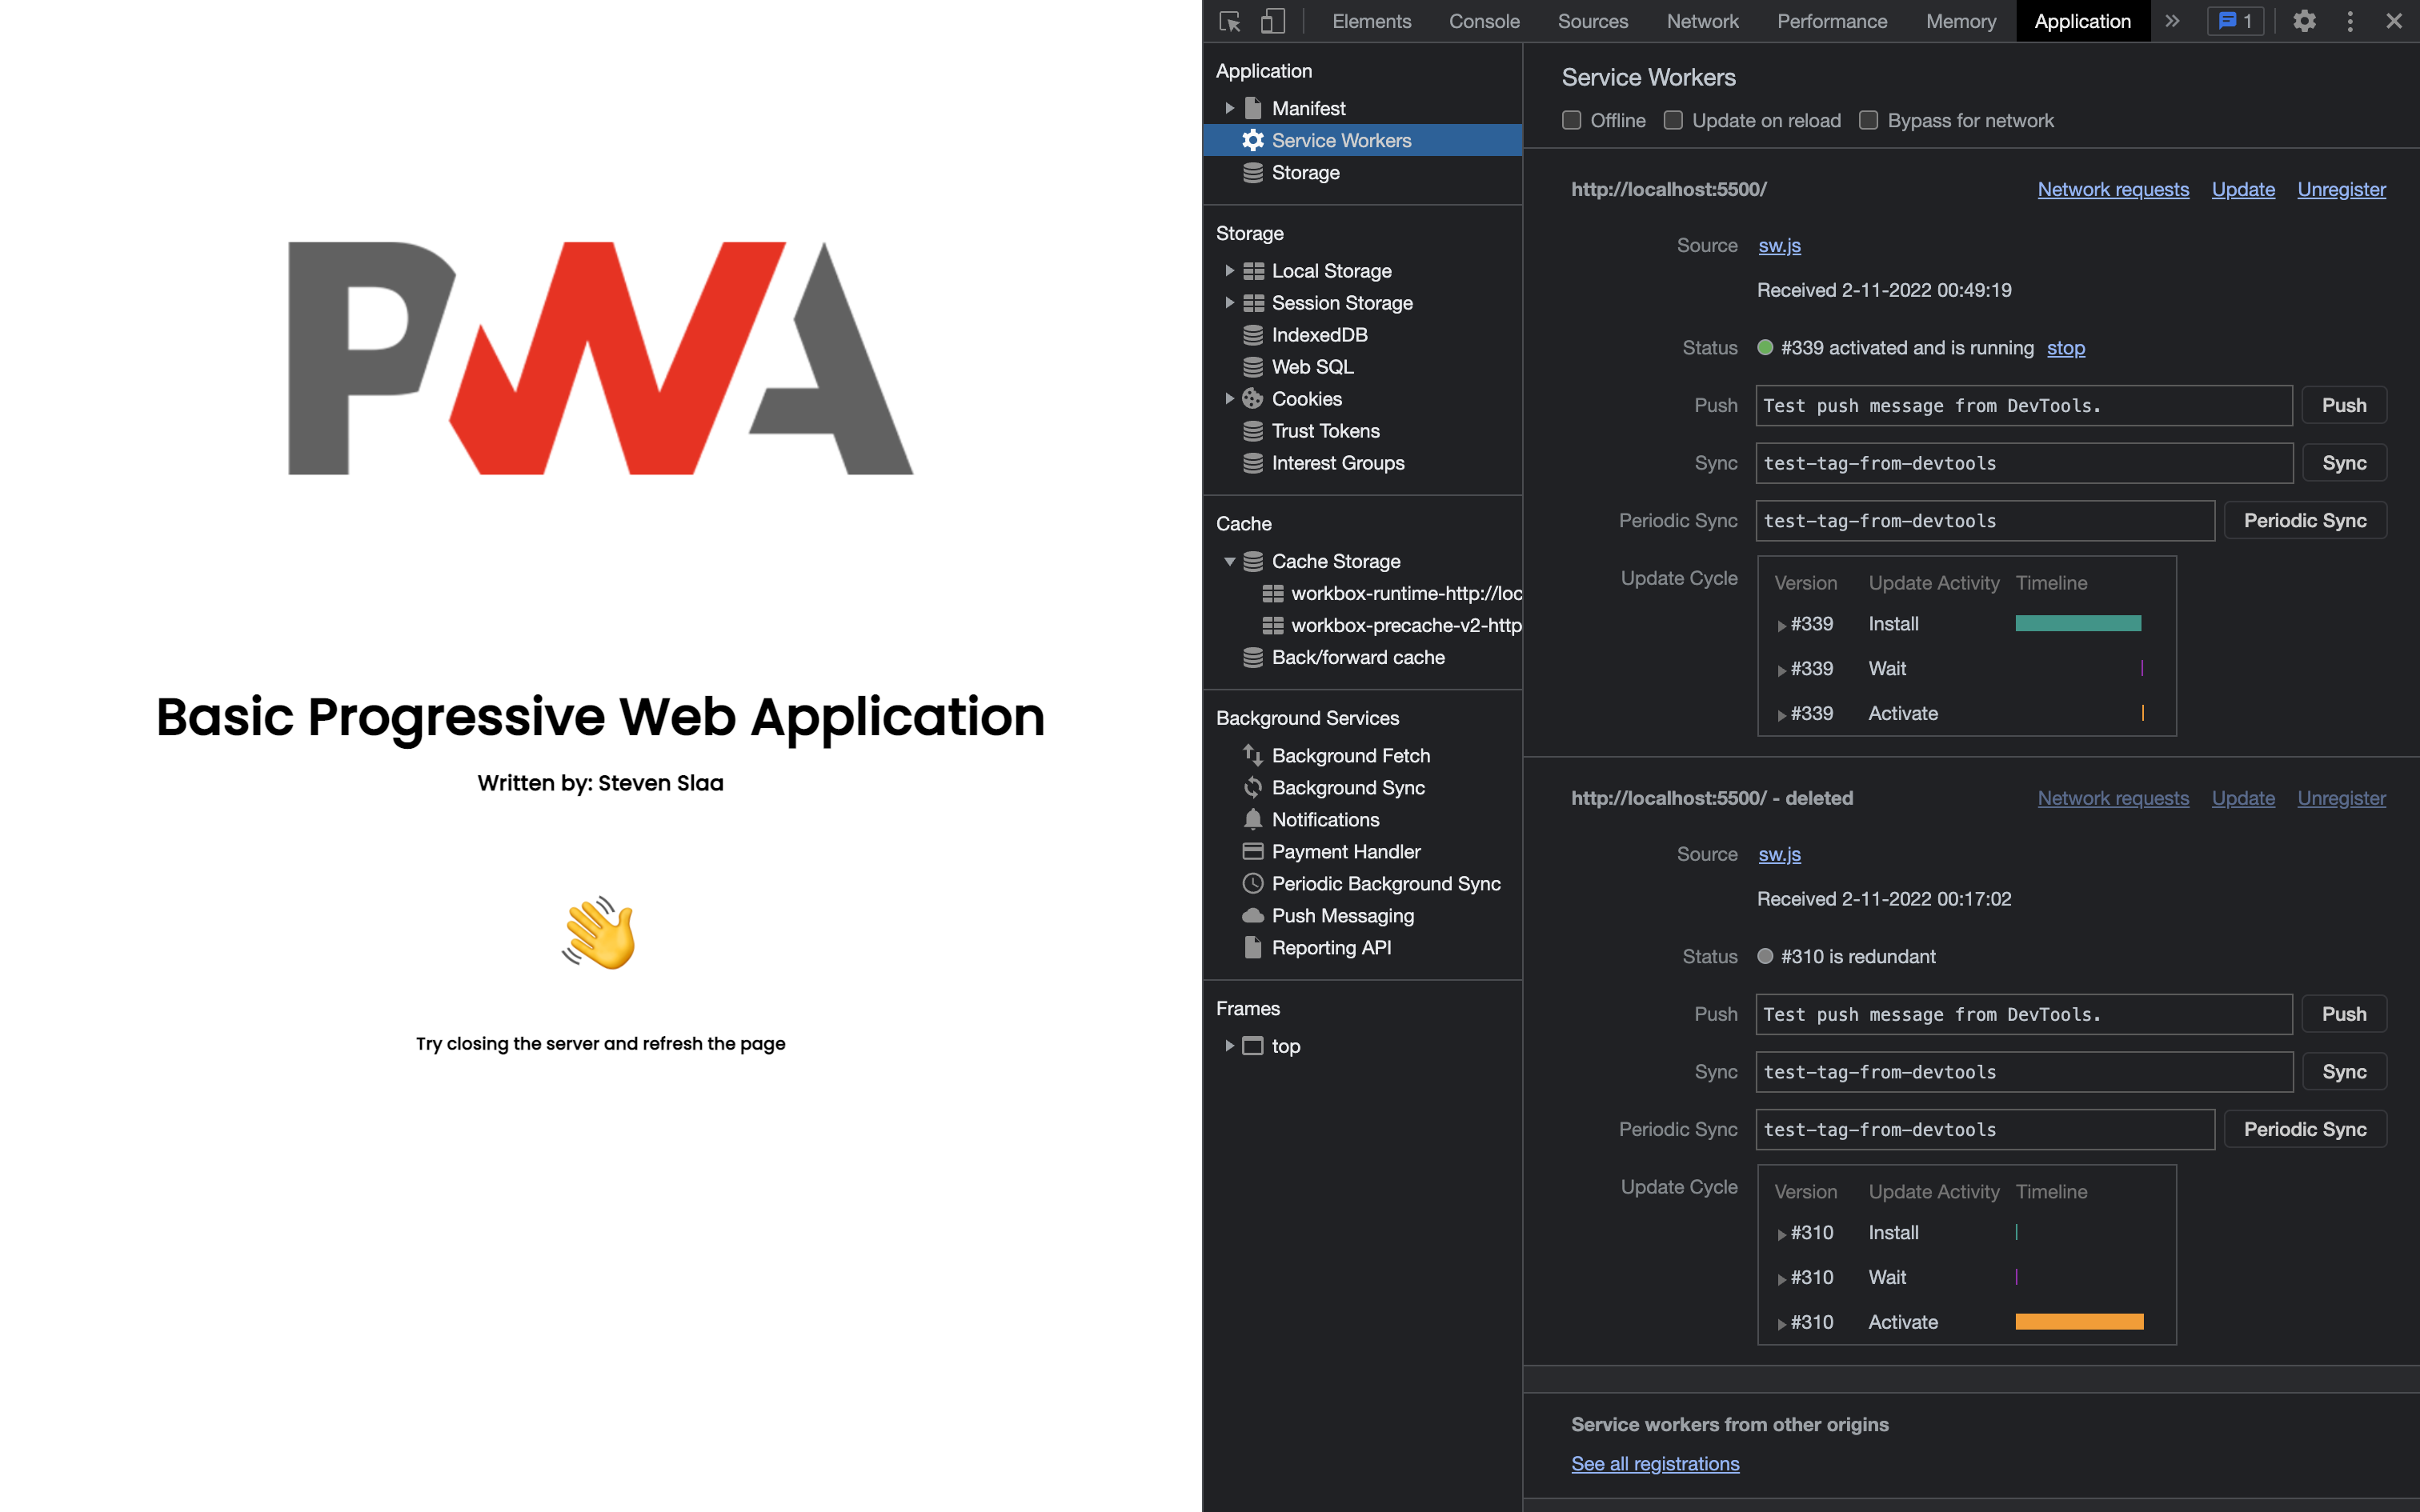 PWA
Basic Progressive Web Application
Written by: Steven Slaa
Try closing the server and refresh the page
Elements Console Sources Network Performance Memory Application 1
Application
Manifest
Service Workers
Storage
Storage
Local Storage
Session Storage
IndexedDB
Web SQL
Cookies
Trust Tokens
Interest Groups
Cache
Cache Storage
workbox-runtime-http://loc
workbox-precache-v2-http
Back/forward cache
Background Services
Background Fetch
Background Sync
Notifications
Payment Handler
Periodic Background Sync
Push Messaging
Reporting API
Frames
top
Service Workers
Offline Update on reload Bypass for network
http://localhost:5500/ Network requests Update Unregister
Source sw.js
Received 2-11-2022 00:49:19
Status #339 activated and is running stop
Push Test push message from DevTools. Push
Sync test-tag-from-devtools Sync
Periodic Sync test-tag-from-devtools Periodic Sync
Update Cycle Version Update Activity Timeline
#339 Install
#339 Wait
#339 Activate
http://localhost:5500/ - deleted Network requests Update Unregister
Source sw.js
Received 2-11-2022 00:17:02
Status #310 is redundant
Push Test push message from DevTools. Push
Sync test-tag-from-devtools Sync
Periodic Sync test-tag-from-devtools Periodic Sync
Update Cycle Version Update Activity Timeline
#310 Install
#310 Wait
#310 Activate
Service workers from other origins
See all registrations